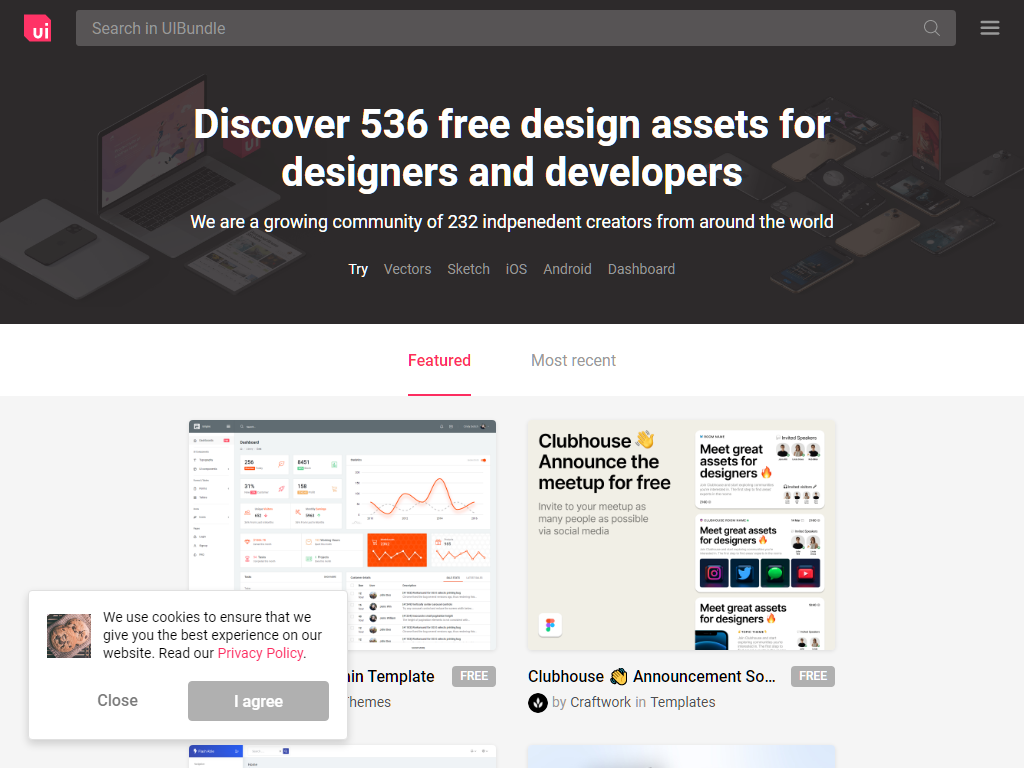 ui
Search in UIBundle
Discover 536 free design assets for
designers and developers
We are a growing community of 232 indpenedent creators from around the world
Try Vectors Sketch iOS Android Dashboard
Featured Most recent
Dashboard
256
8451
31%
158
Clubhouse 👋
Announce the
meetup for free
Invite to your meetup as
many people as possible
via social media
Invited Speakers
Meet great
assets for
designers 🔥
Meet great assets
for designers 🔥
Meet great assets
for designers 🔥
in Template FREE
Themes
Clubhouse 👋 Announcement So... FREE
by Craftwork in Templates
We use cookies to ensure that we
give you the best experience on our
website. Read our Privacy Policy.
Close I agree